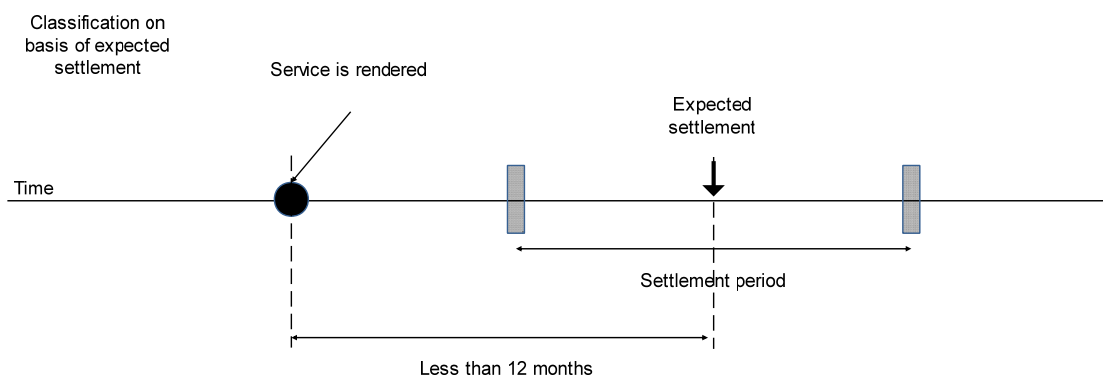 Classification on
basis of expected
settlement
Service is rendered
Expected
settlement
Time
Settlement period
Less than 12 months